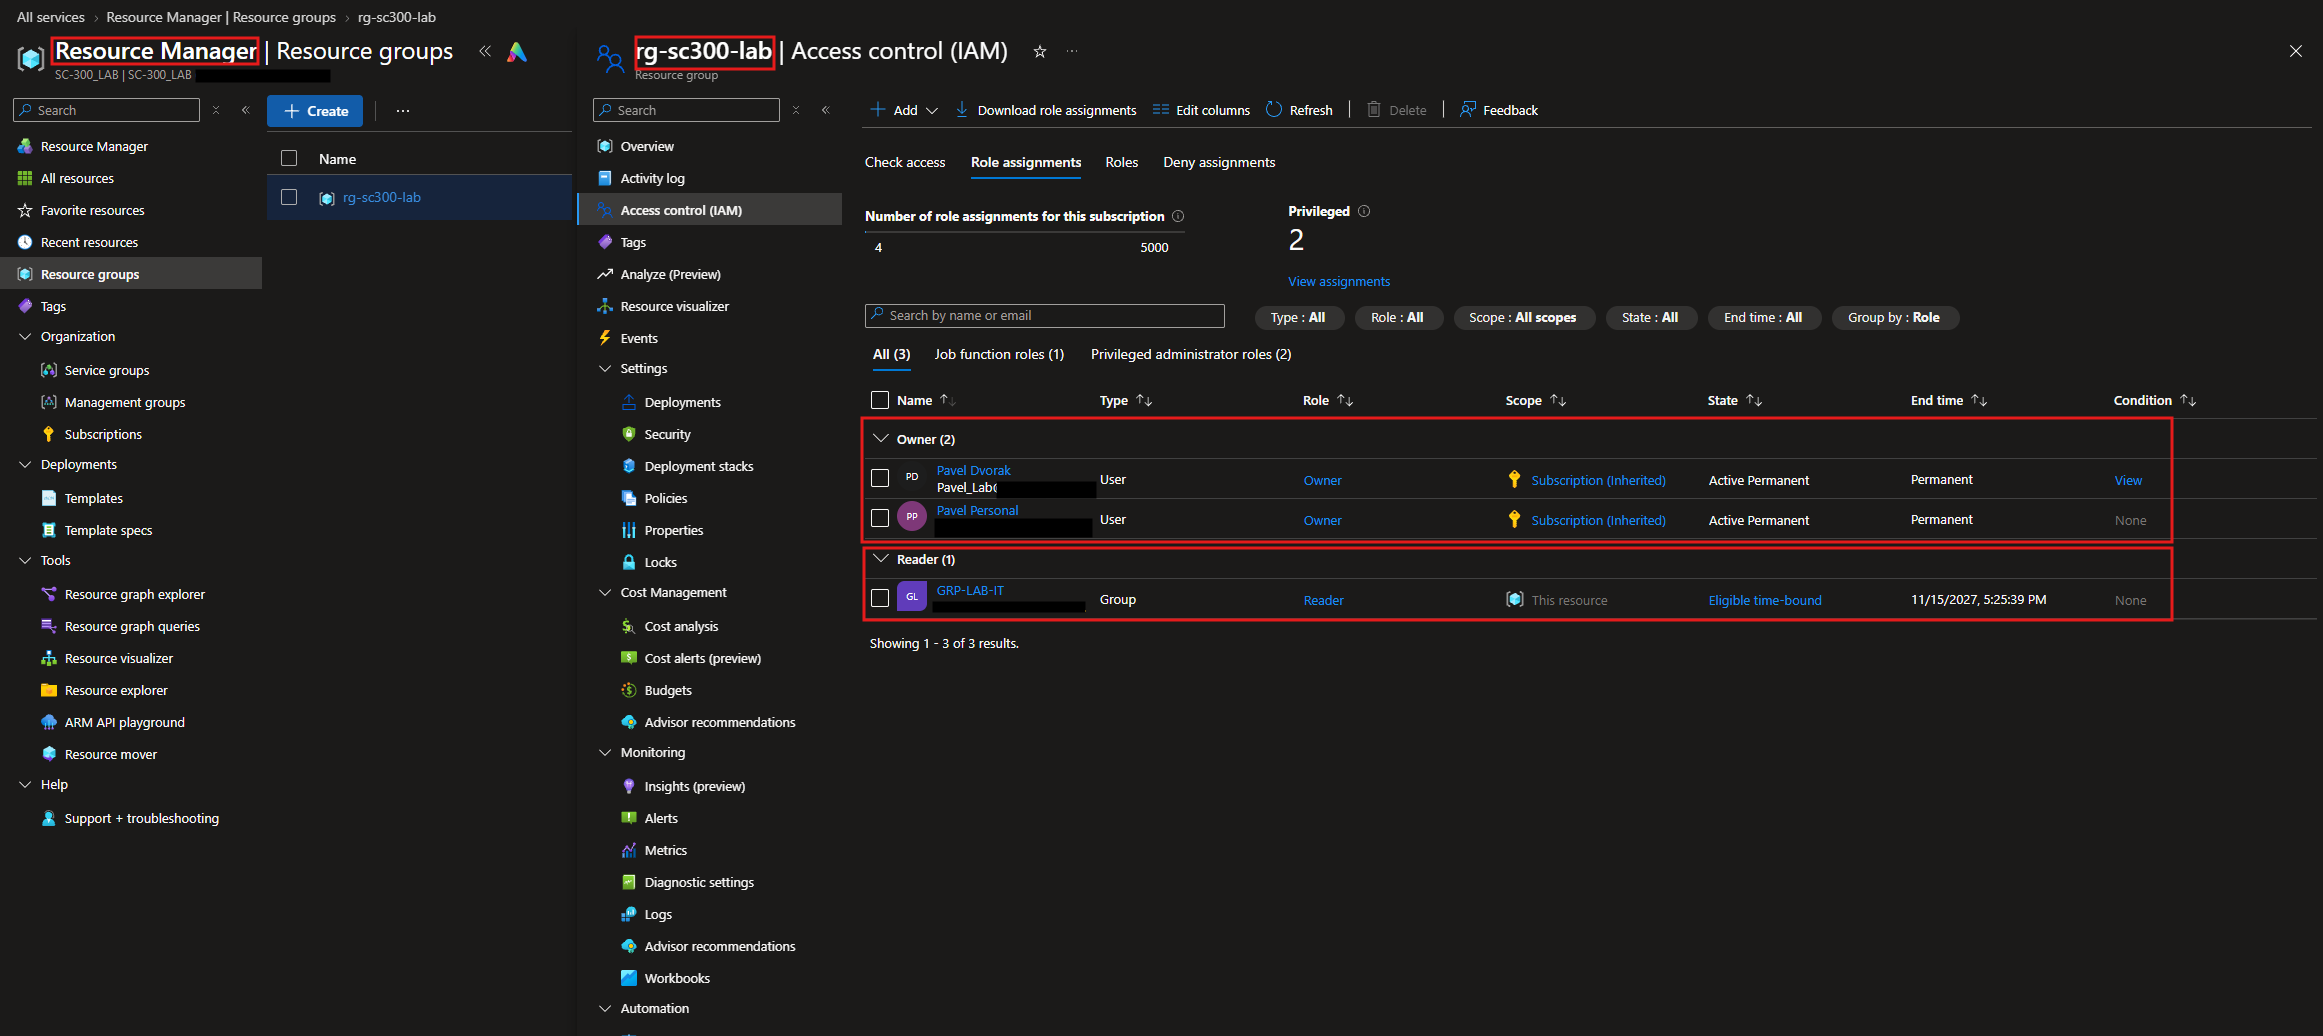 All services > Resource Manager | Resource groups > rg-sc300-lab
Resource Manager | Resource groups
SC-300_LAB | SC-300_LAB
Search
Create
Name
rg-sc300-lab
Resource Manager
All resources
Favorite resources
Recent resources
Resource groups
Tags
Organization
Service groups
Management groups
Subscriptions
Deployments
Templates
Template specs
Tools
Resource graph explorer
Resource graph queries
Resource visualizer
Resource explorer
ARM API playground
Resource mover
Help
Support + troubleshooting
rg-sc300-lab | Access control (IAM)
Resource group
Search
Overview
Activity log
Access control (IAM)
Tags
Analyze (Preview)
Resource visualizer
Events
Settings
Deployments
Security
Deployment stacks
Policies
Properties
Locks
Cost Management
Cost analysis
Cost alerts (preview)
Budgets
Advisor recommendations
Monitoring
Insights (preview)
Alerts
Metrics
Diagnostic settings
Logs
Advisor recommendations
Workbooks
Automation
Add Download role assignments Edit columns Refresh Delete Feedback
Check access Role assignments Roles Deny assignments
Number of role assignments for this subscription
4 5000
Privileged
2
View assignments
Search by name or email
Type : All Role : All Scope : All scopes State : All End time : All Group by : Role
All (3) Job function roles (1) Privileged administrator roles (2)
Name Type Role Scope State End time Condition
Owner (2)
PD Pavel Dvorak User Owner Subscription (Inherited) Active Permanent Permanent View
Pavel_Lab@
PP Pavel Personal User Owner Subscription (Inherited) Active Permanent Permanent None
Reader (1)
GL GRP-LAB-IT Group Reader This resource Eligible time-bound 11/15/2027, 5:25:39 PM None
Showing 1 - 3 of 3 results.